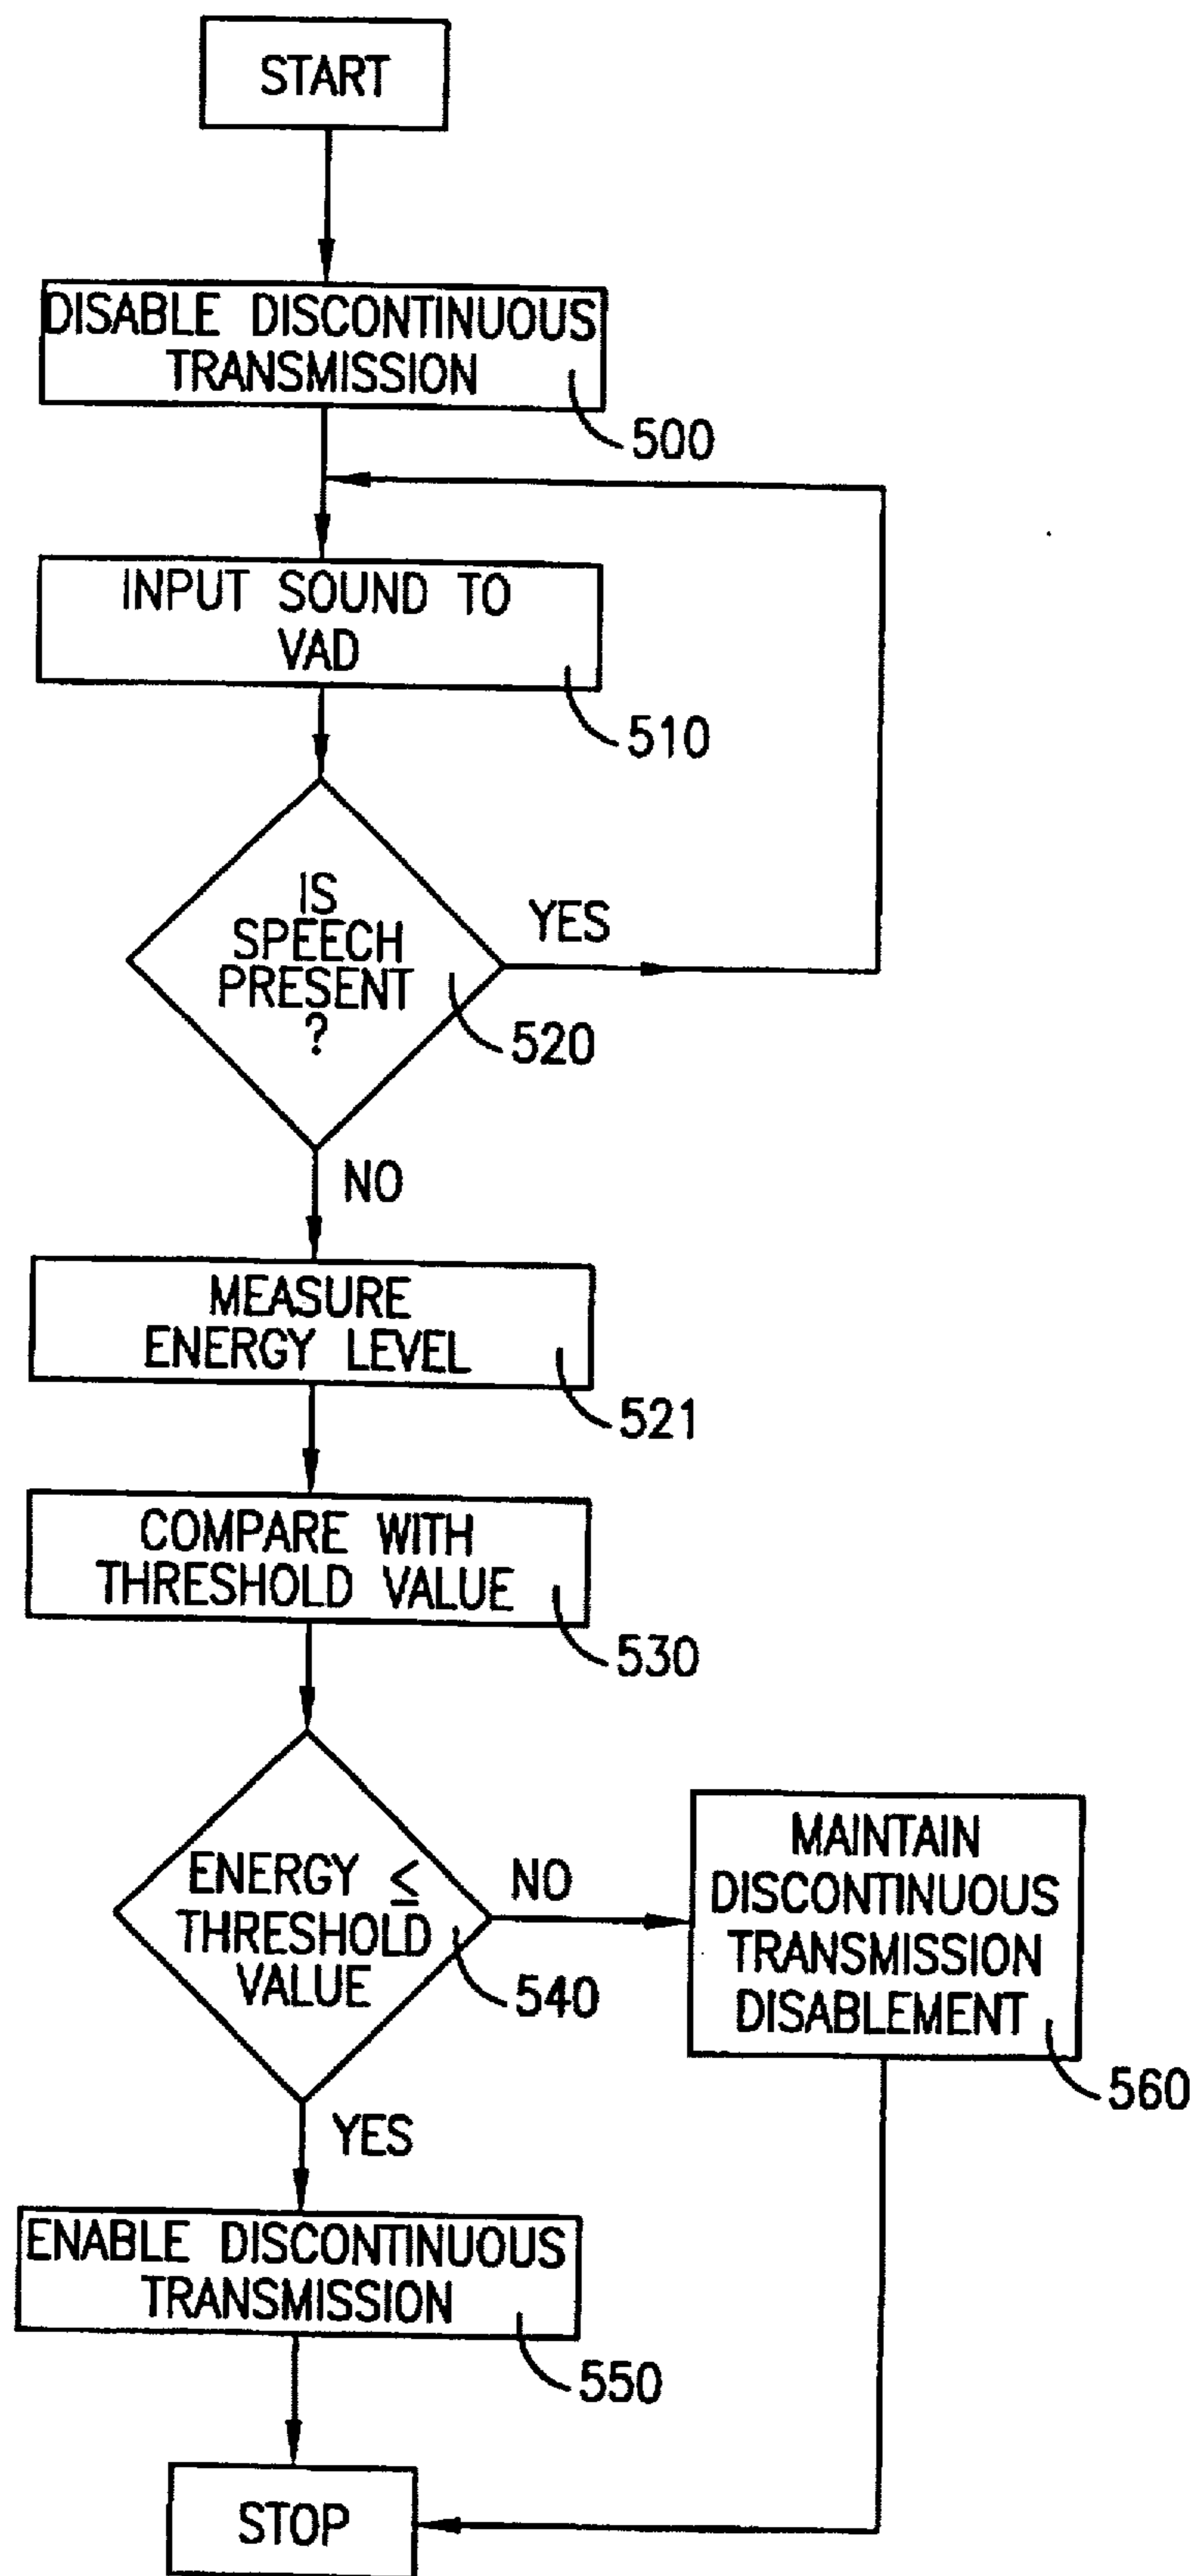 START
DISABLE DISCONTINUOUS
TRANSMISSION
500
INPUT SOUND TO
VAD
510
IS
SPEECH
PRESENT
?
YES
520
NO
MEASURE
ENERGY LEVEL
521
COMPARE WITH
THRESHOLD VALUE
530
ENERGY ≤
THRESHOLD
VALUE
540
NO
MAINTAIN
DISCONTINUOUS
TRANSMISSION
DISABLEMENT
560
YES
ENABLE DISCONTINUOUS
TRANSMISSION
550
STOP